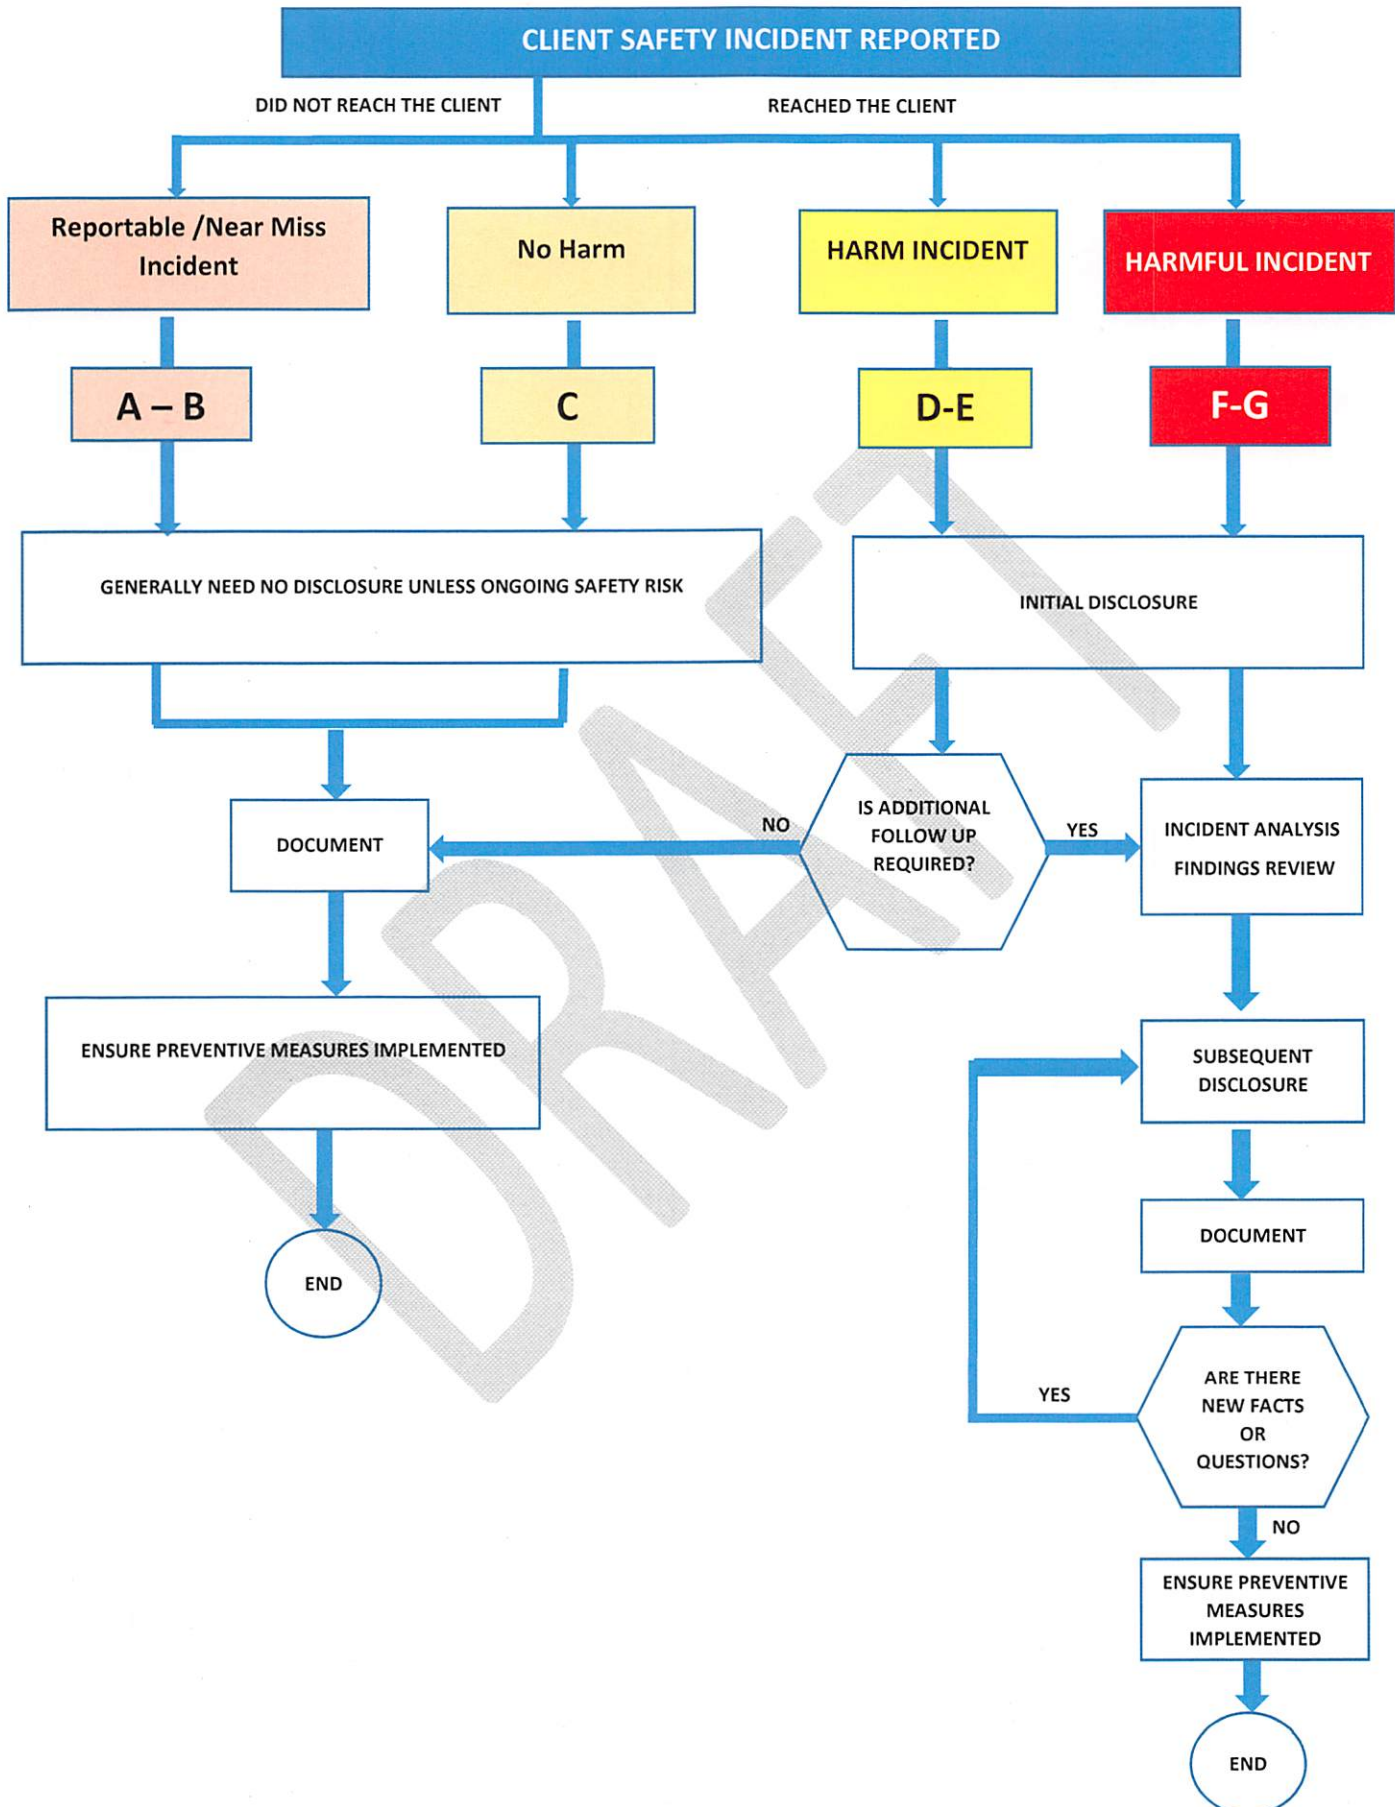 CLIENT SAFETY INCIDENT REPORTED
DID NOT REACH THE CLIENT
REACHED THE CLIENT
Reportable /Near Miss
Incident
No Harm
HARM INCIDENT
HARMFUL INCIDENT
A – B
C
D-E
F-G
GENERALLY NEED NO DISCLOSURE UNLESS ONGOING SAFETY RISK
INITIAL DISCLOSURE
DOCUMENT
NO
IS ADDITIONAL
FOLLOW UP
REQUIRED?
YES
INCIDENT ANALYSIS
FINDINGS REVIEW
ENSURE PREVENTIVE MEASURES IMPLEMENTED
SUBSEQUENT
DISCLOSURE
DOCUMENT
END
YES
ARE THERE
NEW FACTS
OR
QUESTIONS?
NO
ENSURE PREVENTIVE
MEASURES
IMPLEMENTED
END
DRAFT